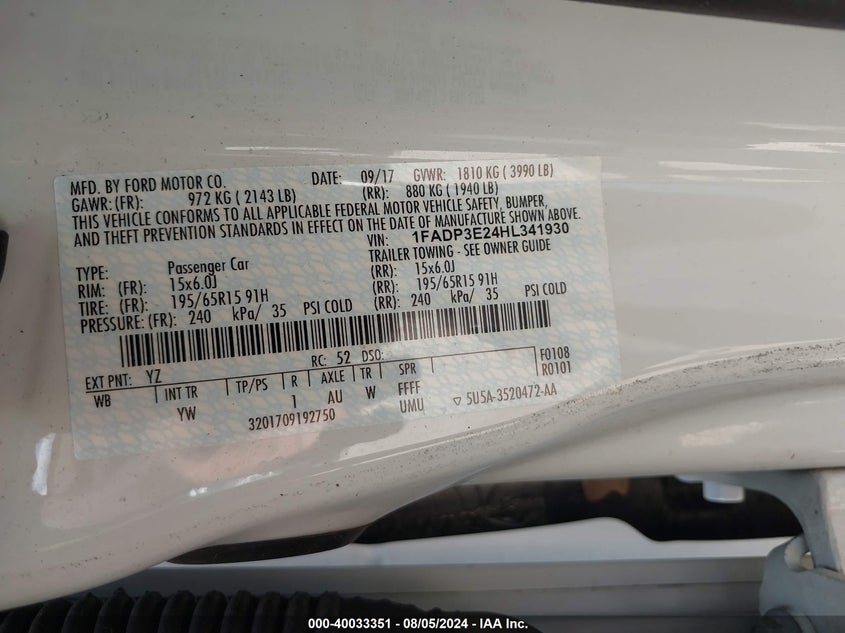 MFD. BY FORD MOTOR CO. DATE: 09/17 GVWR: 1810 KG ( 3990 LB)
GAWR: (FR): 972 KG ( 2143 LB) (RR): 880 KG ( 1940 LB)
THIS VEHICLE CONFORMS TO ALL APPLICABLE FEDERAL MOTOR VEHICLE SAFETY, BUMPER,
AND THEFT PREVENTION STANDARDS IN EFFECT ON THE DATE OF MANUFACTURE SHOWN ABOVE.
VIN: 1FADP3E24HL341930
TYPE: Passenger Car TRAILER TOWING - SEE OWNER GUIDE
RIM: (FR): 15x6.0J (RR): 15x6.0J
TIRE: (FR): 195/65R15 91H (RR): 195/65R15 91H
PRESSURE: (FR): 240 kPa/ 35 PSI COLD (RR): 240 kPa/ 35 PSI COLD
EXT PNT: YZ RC: 52 DSO: F0108
WB INT TR TP/PS R AXLE TR SPR R0101
YW 1 AU W FFFF
3201709192750 UMU ▽ 5U5A-3520472-AA
000-40033351 - 08/05/2024 - IAA Inc.